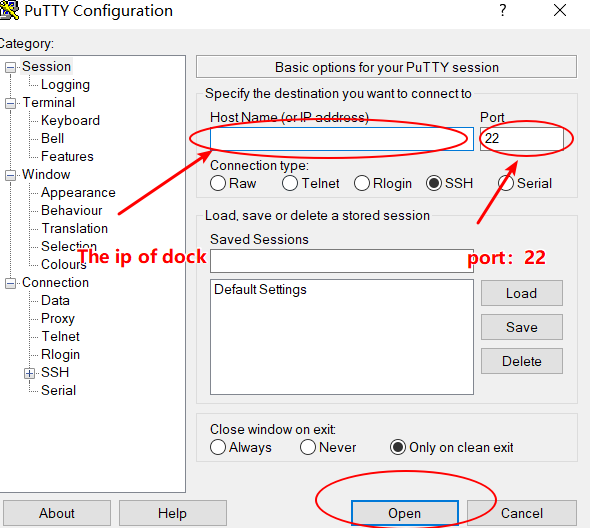 PuTTY Configuration ? ×
Category:
Session
Logging
Terminal
Keyboard
Bell
Features
Window
Appearance
Behaviour
Translation
Selection
Colours
Connection
Data
Proxy
Telnet
Rlogin
SSH
Serial
Basic options for your PuTTY session
Specify the destination you want to connect to
Host Name (or IP address) Port
22
Connection type:
Raw Telnet Rlogin SSH Serial
Load, save or delete a stored session
Saved Sessions
The ip of dock port：22
Default Settings
Load
Save
Delete
Close window on exit:
Always Never Only on clean exit
About Help Open Cancel